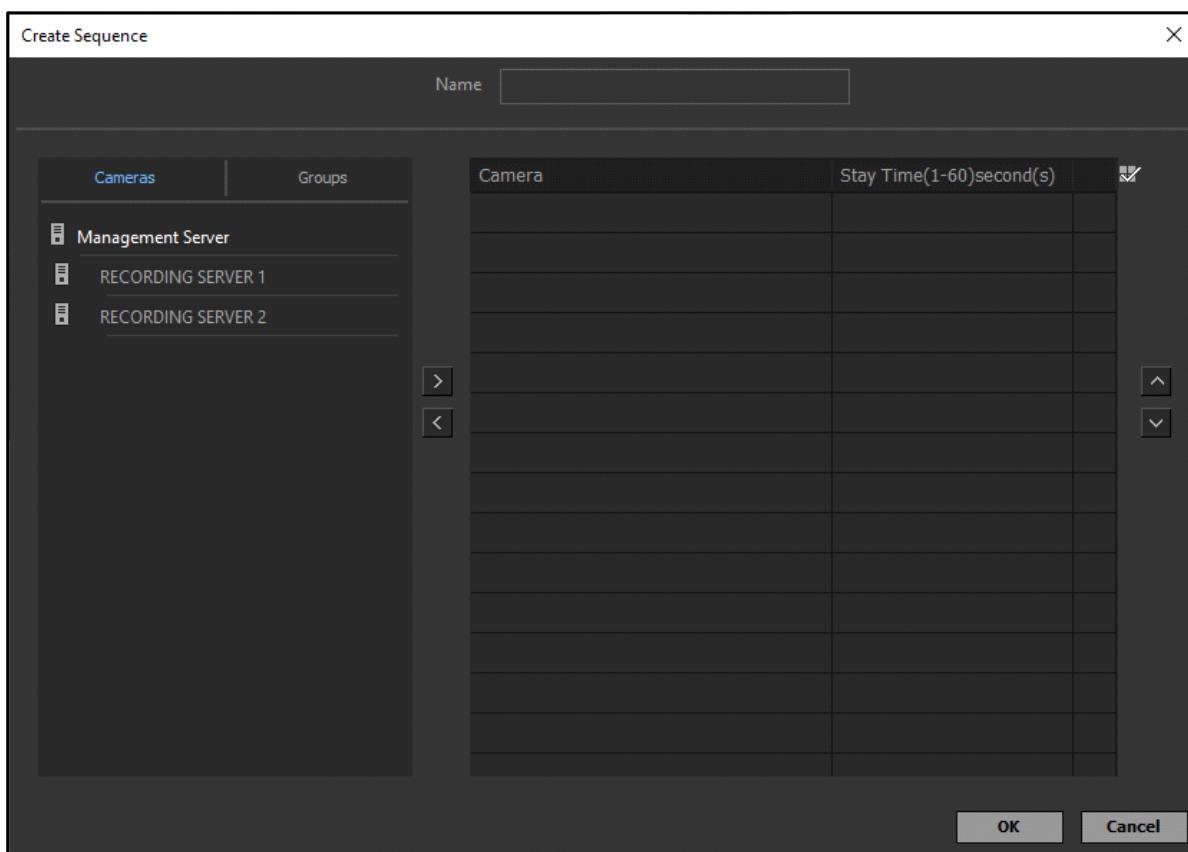 Create Sequence
Name
Cameras Groups
Management Server
RECORDING SERVER 1
RECORDING SERVER 2
Camera Stay Time(1-60)second(s)
OK Cancel